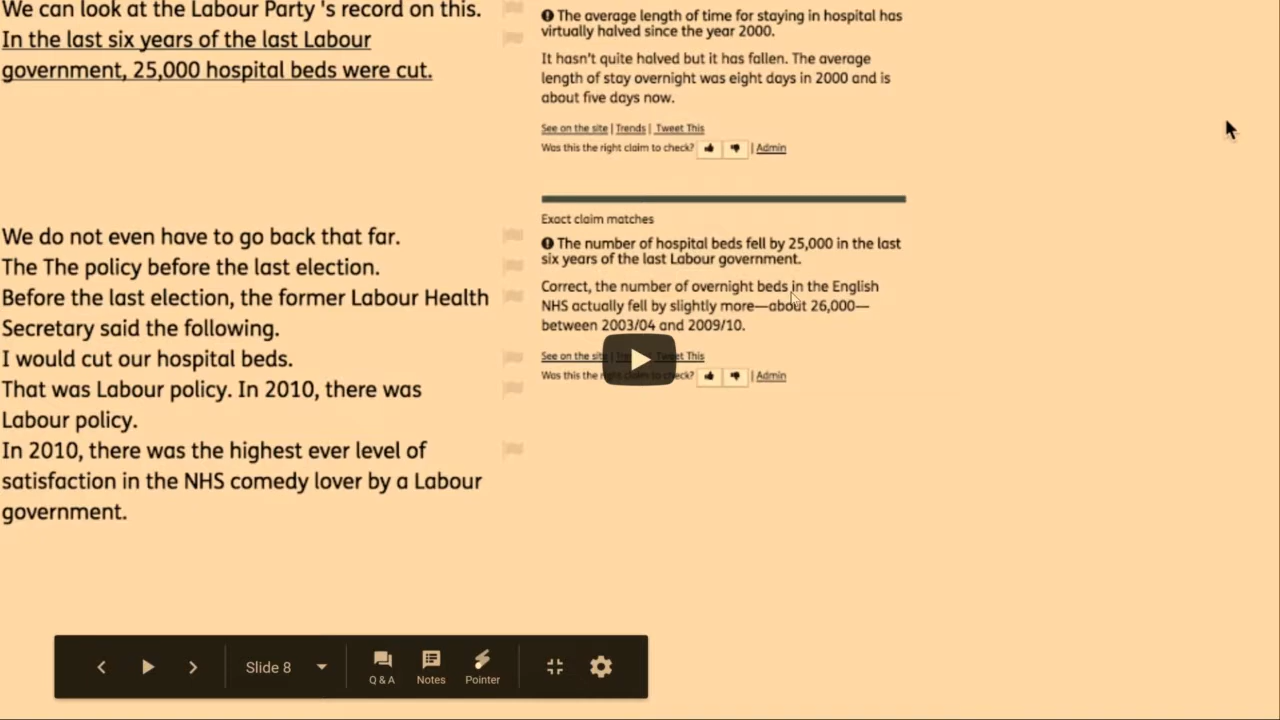 We can look at the Labour Party 's record on this.
In the last six years of the last Labour
government, 25,000 hospital beds were cut.
We do not even have to go back that far.
The The policy before the last election.
Before the last election, the former Labour Health
Secretary said the following.
I would cut our hospital beds.
That was Labour policy. In 2010, there was
Labour policy.
In 2010, there was the highest ever level of
satisfaction in the NHS comedy lover by a Labour
government.
The average length of time for staying in hospital has
virtually halved since the year 2000.
It hasn't quite halved but it has fallen. The average
length of stay overnight was eight days in 2000 and is
about five days now.
See on the site | Trends | Tweet This
Was this the right claim to check? | Admin
Exact claim matches
The number of hospital beds fell by 25,000 in the last
six years of the last Labour government.
Correct, the number of overnight beds in the English
NHS actually fell by slightly more—about 26,000—
between 2003/04 and 2009/10.
See on the site | Trends | Tweet This
Was this the right claim to check? | Admin
Slide 8
Q & A
Notes
Pointer